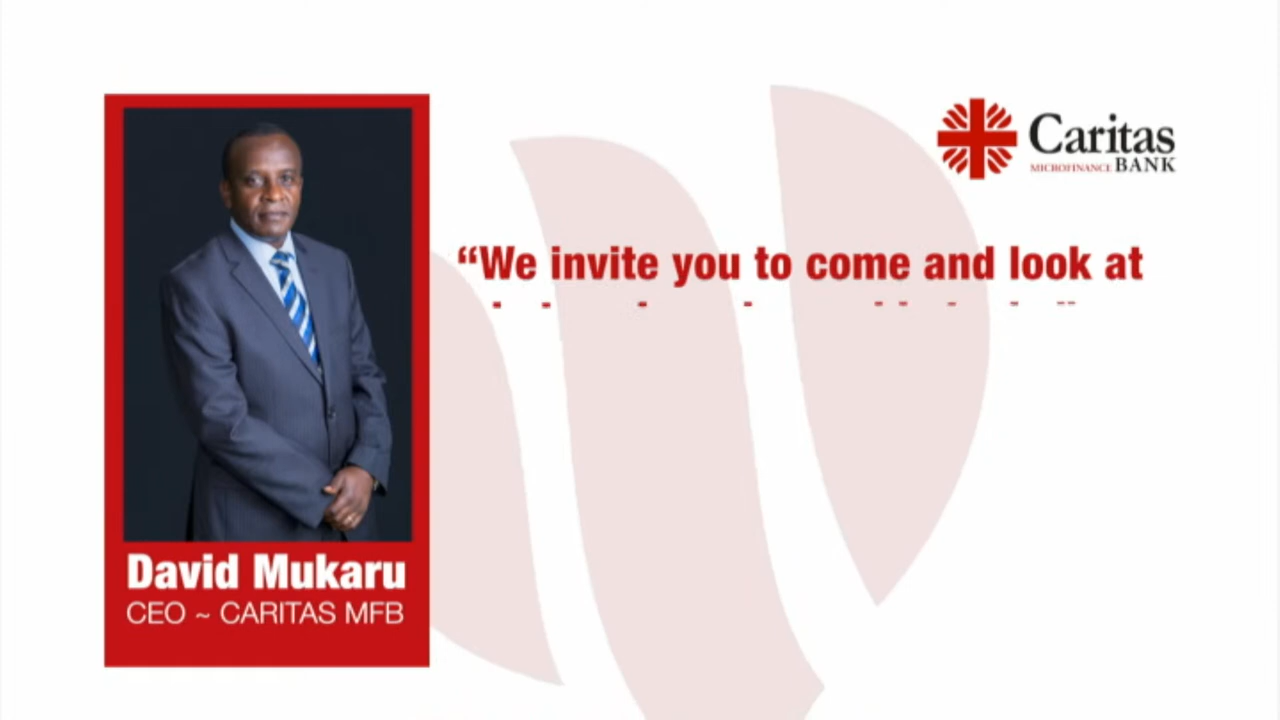 Caritas
MICROFINANCE BANK
“We invite you to come and look at
David Mukaru
CEO ~ CARITAS MFB